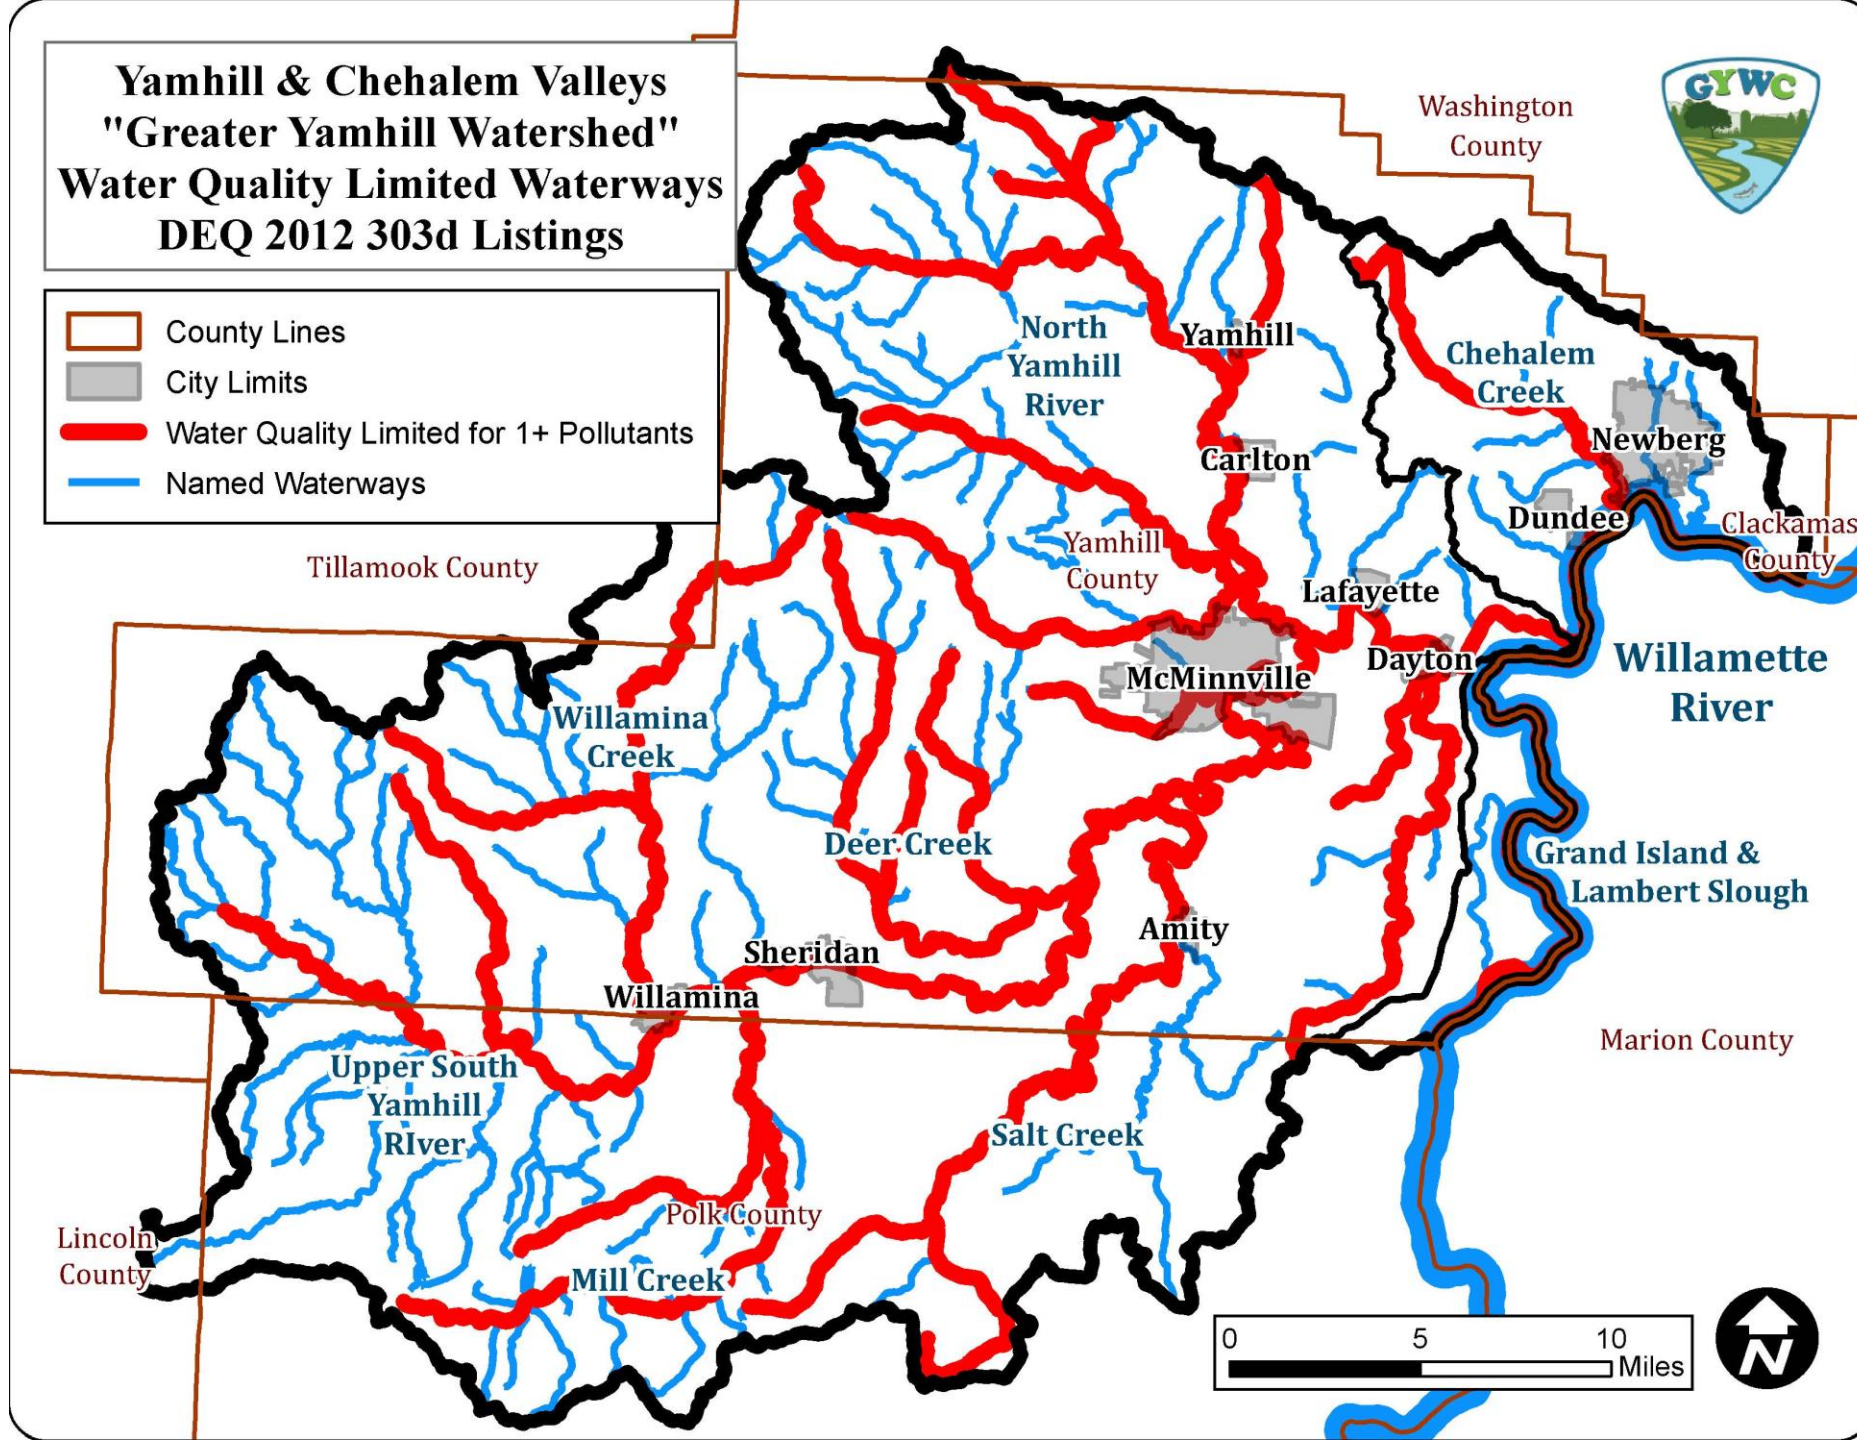 Yamhill & Chehalem Valleys
"Greater Yamhill Watershed"
Water Quality Limited Waterways
DEQ 2012 303d Listings
County Lines
City Limits
Water Quality Limited for 1+ Pollutants
Named Waterways
GYWC
Washington
County
North
Yamhill
River
Yamhill
Chehalem
Creek
Newberg
Carlton
Dundee
Clackamas
County
Tillamook County
Yamhill
County
Lafayette
McMinnville
Dayton
Willamette
River
Willamina
Creek
Deer Creek
Grand Island &
Lambert Slough
Amity
Sheridan
Willamina
Marion County
Upper South
Yamhill
RIver
Salt Creek
Polk County
Lincoln
County
Mill Creek
0 5 10
Miles
N